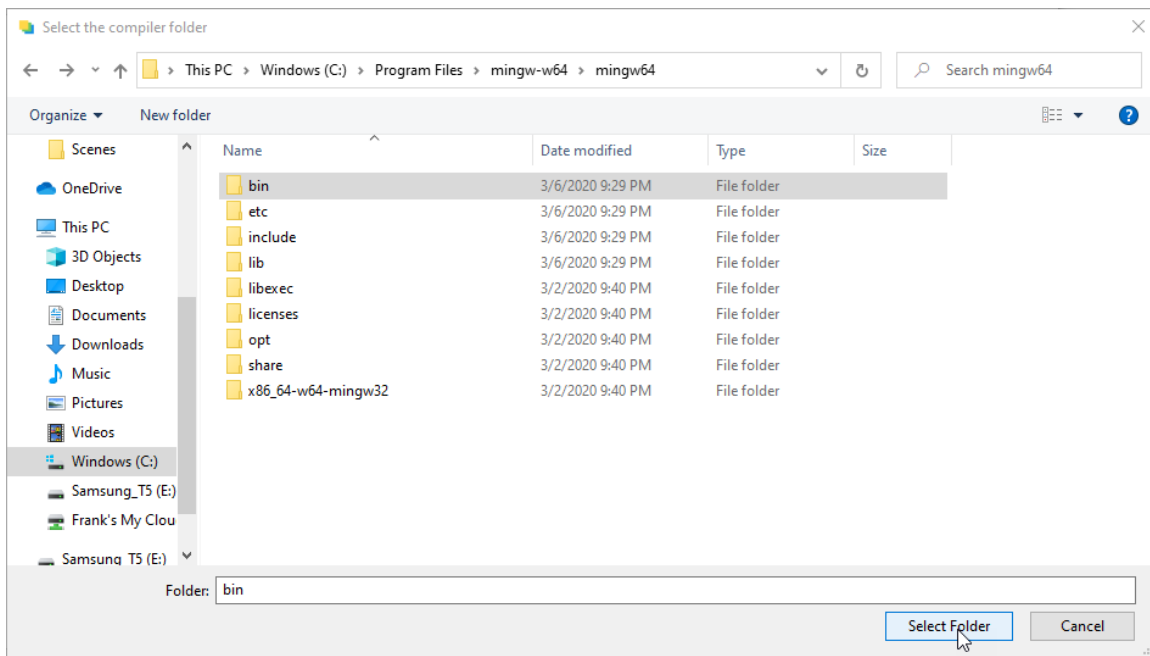 Select the compiler folder
This PC > Windows (C:) > Program Files > mingw-w64 > mingw64
Search mingw64
Organize
New folder
?
Name
Date modified
Type
Size
Scenes
OneDrive
This PC
3D Objects
Desktop
Documents
Downloads
Music
Pictures
Videos
Windows (C:)
Samsung_T5 (E:)
Frank's My Clou
Samsung_T5 (E:)
bin 3/6/2020 9:29 PM File folder
etc 3/6/2020 9:29 PM File folder
include 3/6/2020 9:29 PM File folder
lib 3/6/2020 9:29 PM File folder
libexec 3/2/2020 9:40 PM File folder
licenses 3/2/2020 9:40 PM File folder
opt 3/2/2020 9:40 PM File folder
share 3/2/2020 9:40 PM File folder
x86_64-w64-mingw32 3/2/2020 9:40 PM File folder
Folder: bin
Select Folder
Cancel